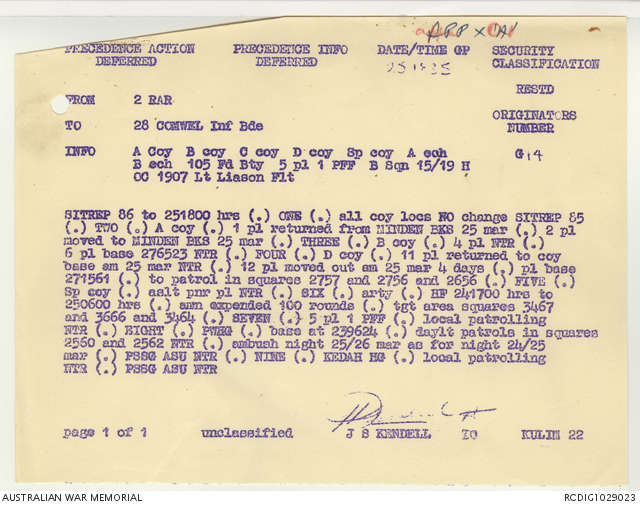 APP X
PRECEDENCE ACTION PRECEDENCE INFO DATE/TIME GP SECURITY
DEFERRED DEFERRED CLASSIFICATION
RESTD
FROM 2 RAR
ORIGINATORS
TO 28 COMWEL Inf Bde NUMBER
INFO A Coy B coy C coy D coy Sp coy A ech G14
B ech 105 Fd Bty 5 pl 1 PFF B Sqn 15/19 H
OC 1907 Lt Liason Flt
SITREP 86 to 251800 hrs (.) ONE (.) all coy locs NO change SITREP 85
(.) TWO (.) A coy (.) 1 pl returned from MINDEN BKS 25 mar (.) 2 pl
moved to MINDEN BKS 25 mar (.) THREE (.) B coy (.) 4 pl NTR (.)
6 pl base 276523 NTR (.) FOUR (.) D coy (.) 11 pl returned to coy
base am 25 mar NTR (.) 12 pl moved out am 25 mar 4 days (.) pl base
271561 (.) to patrol in squares 2757 and 2756 and 2656 (.) FIVE (.)
Sp coy (.) aslt pnr pl NTR (.) SIX (.) arty (.) HF 241700 hrs to
250600 hrs (.) amn expended 100 rounds (.) tgt area squares 3467
and 3666 and 3464 (.) SEVEN (.) 5 pl 1 PFF (.) local patrolling
NTR (.) EIGHT (.) PWHG (.) base at 239624 (.) daylt patrols in squares
2560 and 2562 NTR (.) ambush night 25/26 mar as for night 24/25
mar (.) PSSG ASU NTR (.) NINE (.) KEDAH HG (.) local patrolling
NTR (.) PSSG ASU NTR
page 1 of 1 unclassified J S KENDELL IO KULIM 22
AUSTRALIAN WAR MEMORIAL RCDIG1029023